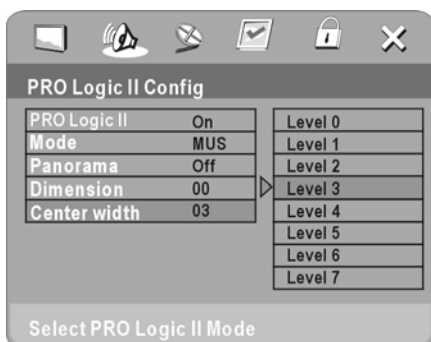 PRO Logic II Config
PRO Logic II On
Mode MUS
Panorama Off
Dimension 00
Center width 03
Level 0
Level 1
Level 2
Level 3
Level 4
Level 5
Level 6
Level 7
Select PRO Logic II Mode